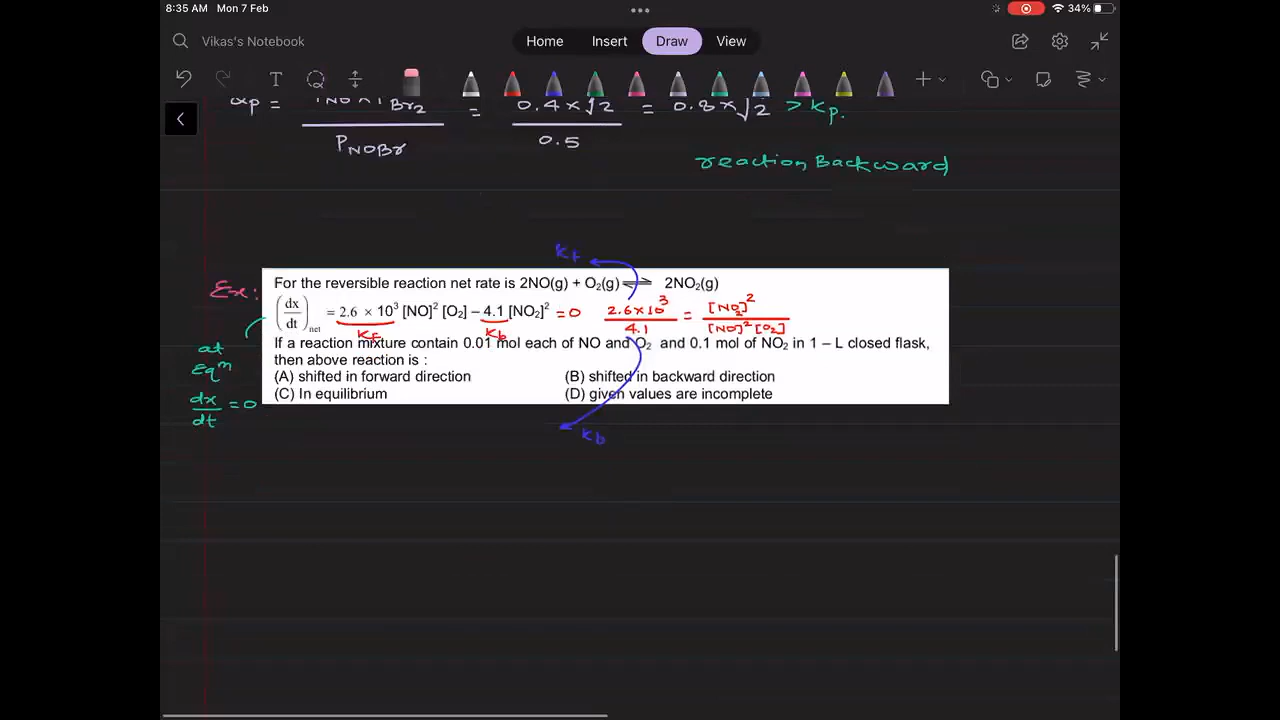 8:35 AM Mon 7 Feb
34%
Vikas's Notebook
Home Insert Draw View
= = 0.4 × √2 = 0.8 × √2 > Kp.
P_NOBr 0.5
reaction Backward
Kf
Ex:
For the reversible reaction net rate is 2NO(g) + O₂(g) ⇌ 2NO₂(g)
(dx/dt)net = 2.6 × 10³ [NO]² [O₂] − 4.1 [NO₂]² = 0 2.6×10³/4.1 = [NO₂]²/[NO]²[O₂]
Kf Kb
If a reaction mixture contain 0.01 mol each of NO and O₂ and 0.1 mol of NO₂ in 1 – L closed flask,
then above reaction is :
(A) shifted in forward direction (B) shifted in backward direction
(C) In equilibrium (D) given values are incomplete
at
Eqᵐ
dx/dt = 0
Kb